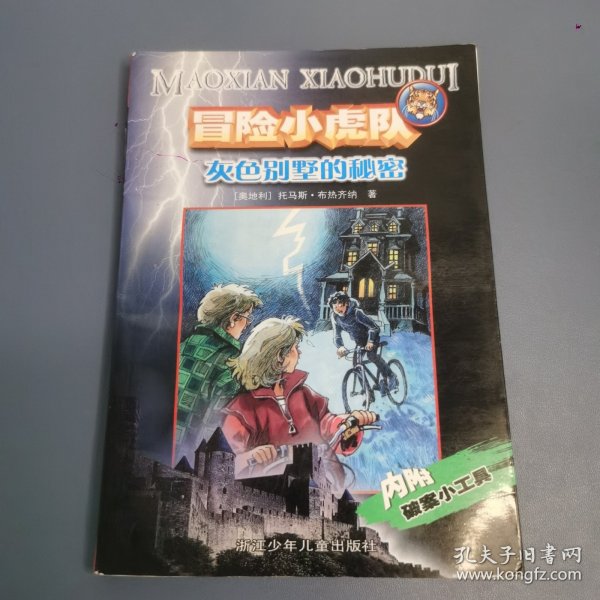 MAOXIAN XIAOHUDUI
冒险小虎队
灰色别墅的秘密
[奥地利] 托马斯·布热齐纳 著
内附
破案小工具
浙江少年儿童出版社
孔夫子旧书网
www.kongfz.com